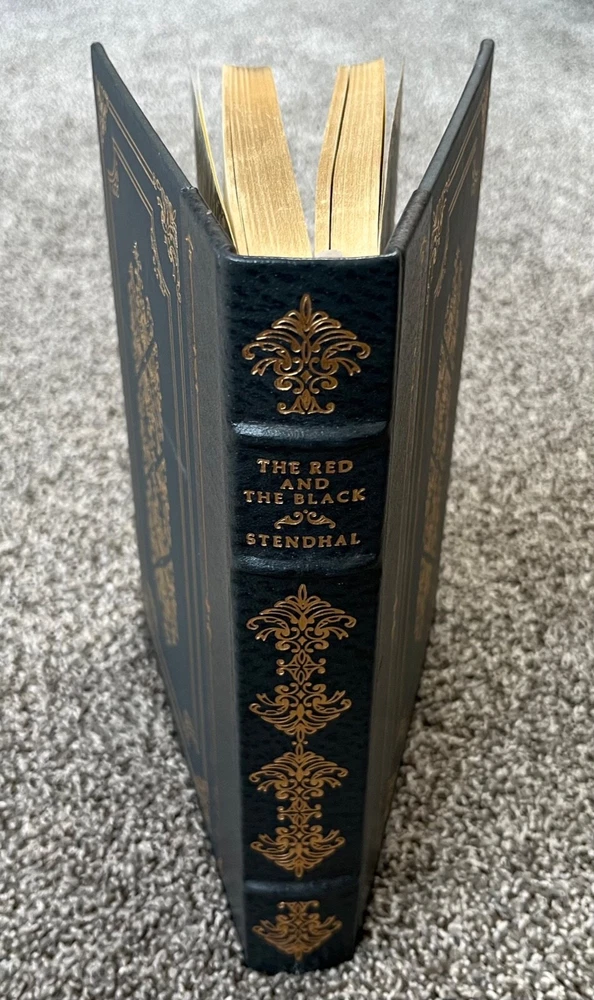 THE RED
AND
THE BLACK
STENDHAL